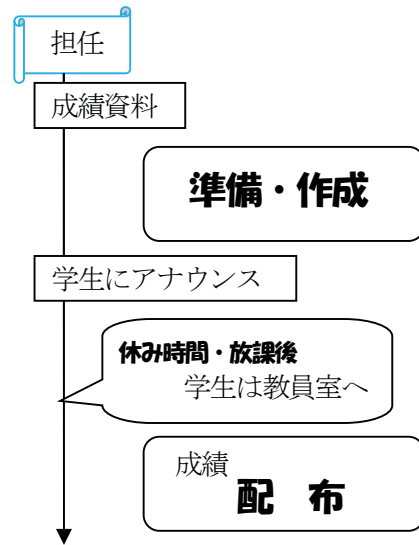 担任
成績資料
準備・作成
学生にアナウンス
休み時間・放課後
学生は教員室へ
成績
配 布